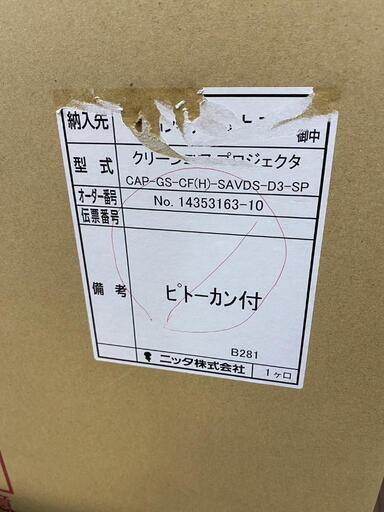 納入先
御中
型式
クリーンエアプロジェクタ
CAP-GS-CF(H)-SAVDS-D3-SP
オーダー番号
No. 14353163-10
伝票番号
備考
ピトーカン付
B281
ニッタ株式会社
1ヶ口